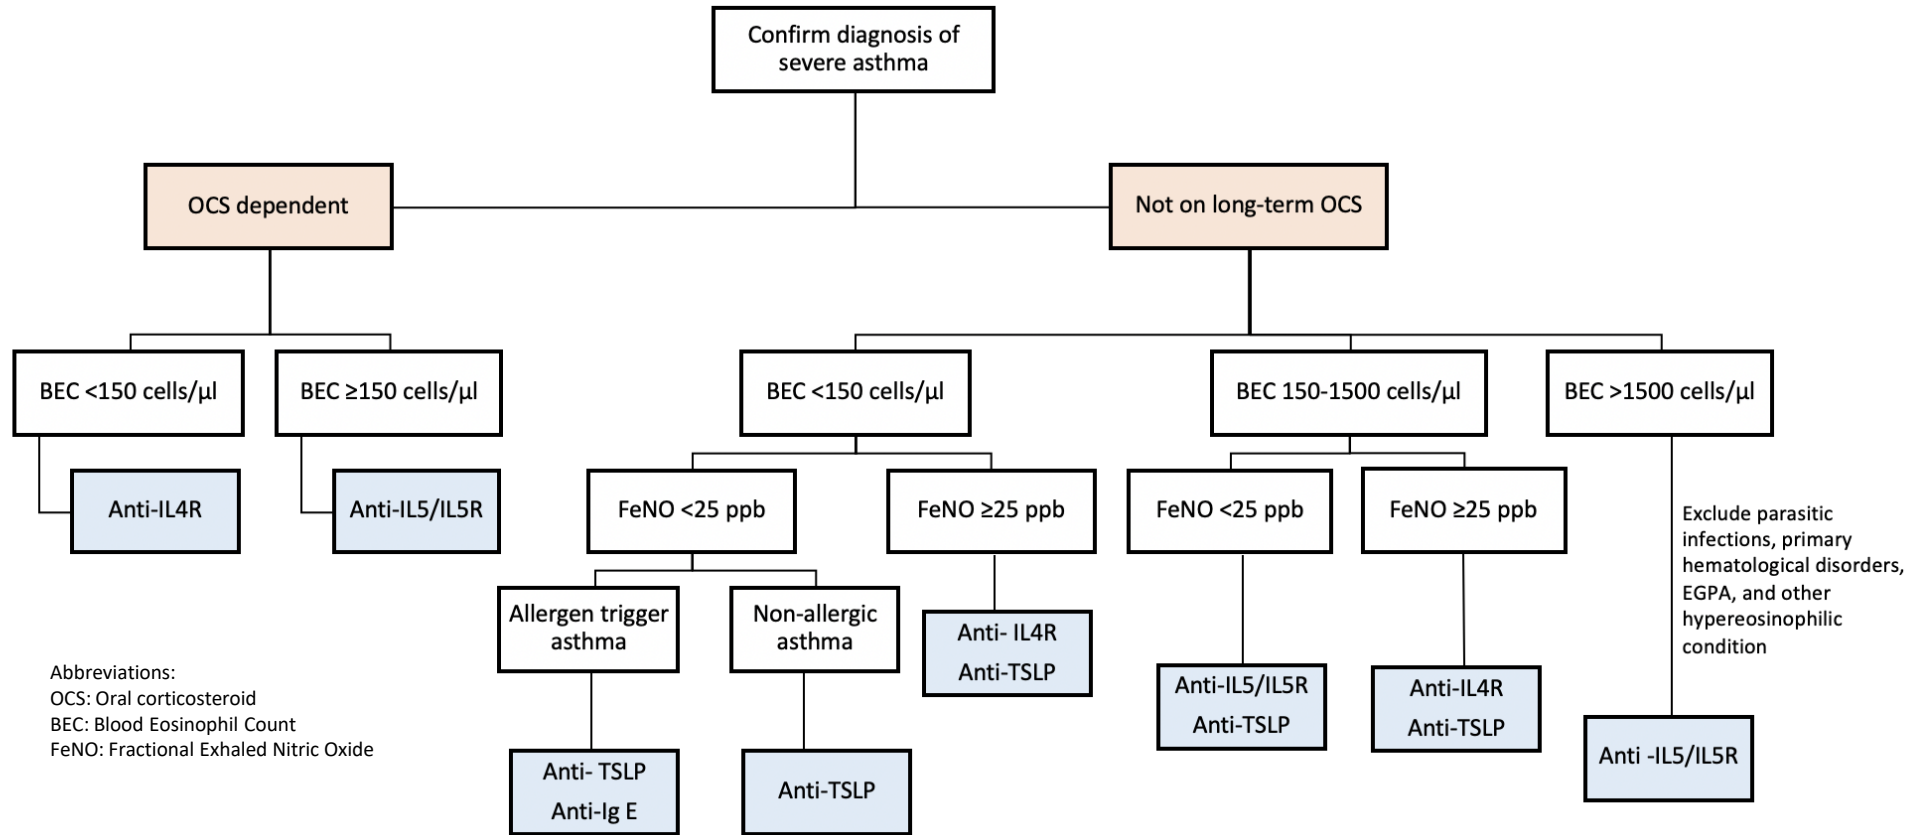 Confirm diagnosis of
severe asthma
OCS dependent
Not on long-term OCS
BEC <150 cells/µl
BEC ≥150 cells/µl
BEC <150 cells/µl
BEC 150-1500 cells/µl
BEC >1500 cells/µl
Anti-IL4R
Anti-IL5/IL5R
FeNO <25 ppb
FeNO ≥25 ppb
FeNO <25 ppb
FeNO ≥25 ppb
Exclude parasitic
infections, primary
hematological disorders,
EGPA, and other
hypereosinophilic
condition
Allergen trigger
asthma
Non-allergic
asthma
Anti- IL4R
Anti-TSLP
Anti-IL5/IL5R
Anti-TSLP
Anti-IL4R
Anti-TSLP
Anti -IL5/IL5R
Abbreviations:
OCS: Oral corticosteroid
BEC: Blood Eosinophil Count
FeNO: Fractional Exhaled Nitric Oxide
Anti- TSLP
Anti-Ig E
Anti-TSLP